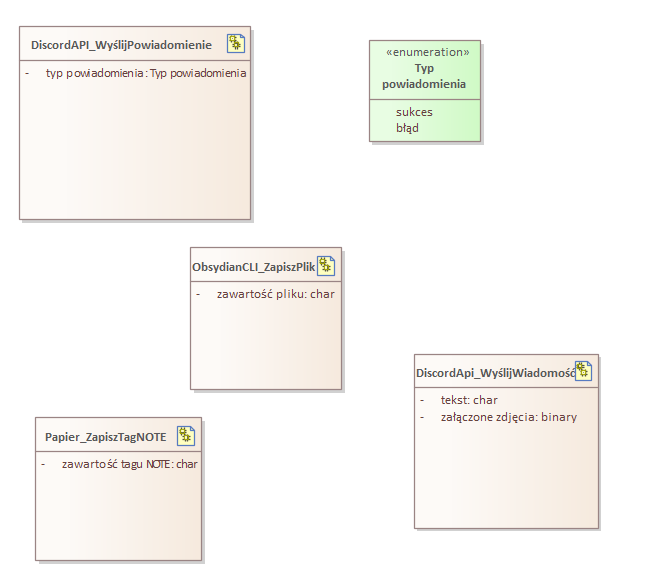 DiscordAPI_WyślijPowiadomienie
- typ powiadomienia: Typ powiadomienia
«enumeration»
Typ
powiadomienia
sukces
błąd
ObsydianCLI_ZapiszPlik
- zawartość pliku: char
DiscordApi_WyślijWiadomość
- tekst: char
- załączone zdjęcia: binary
Papier_ZapiszTagNOTE
- zawartość tagu NOTE: char